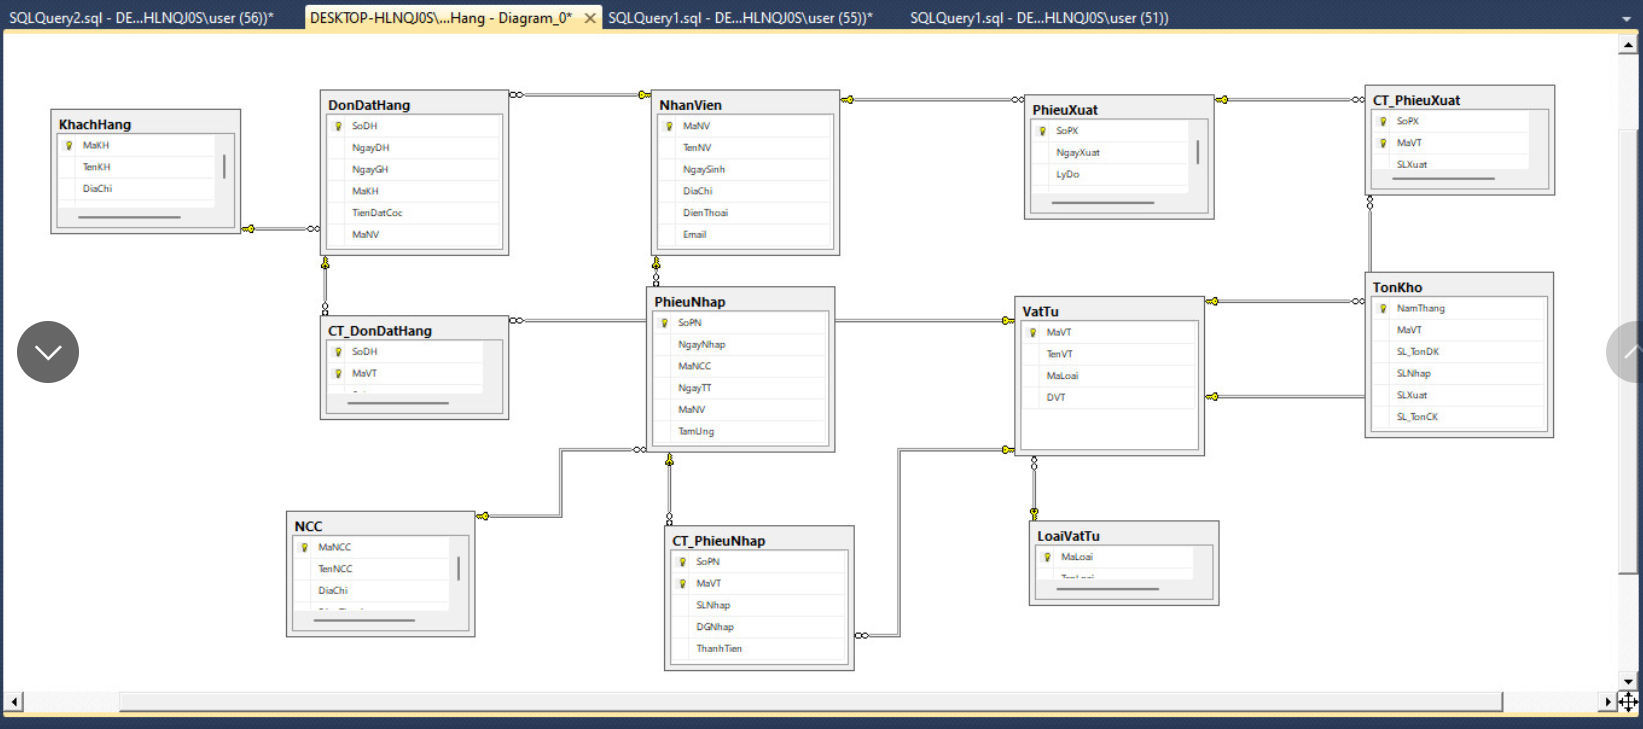 SQLQuery2.sql - DE...HLNQJ0S\user (56))*
DESKTOP-HLNQJ0S\...Hang - Diagram_0*
SQLQuery1.sql - DE...HLNQJ0S\user (55))*
SQLQuery1.sql - DE...HLNQJ0S\user (51))
KhachHang
MaKH
TenKH
DiaChi
DonDatHang
SoDH
NgayDH
NgayGH
MaKH
TienDatCoc
MaNV
NhanVien
MaNV
TenNV
NgaySinh
DiaChi
DienThoai
Email
PhieuXuat
SoPX
NgayXuat
LyDo
CT_PhieuXuat
SoPX
MaVT
SLXuat
CT_DonDatHang
SoDH
MaVT
PhieuNhap
SoPN
NgayNhap
MaNCC
NgayTT
MaNV
TamUng
VatTu
MaVT
TenVT
MaLoai
DVT
TonKho
NamThang
MaVT
SL_TonDK
SLNhap
SLXuat
SL_TonCK
NCC
MaNCC
TenNCC
DiaChi
CT_PhieuNhap
SoPN
MaVT
SLNhap
DGNhap
ThanhTien
LoaiVatTu
MaLoai